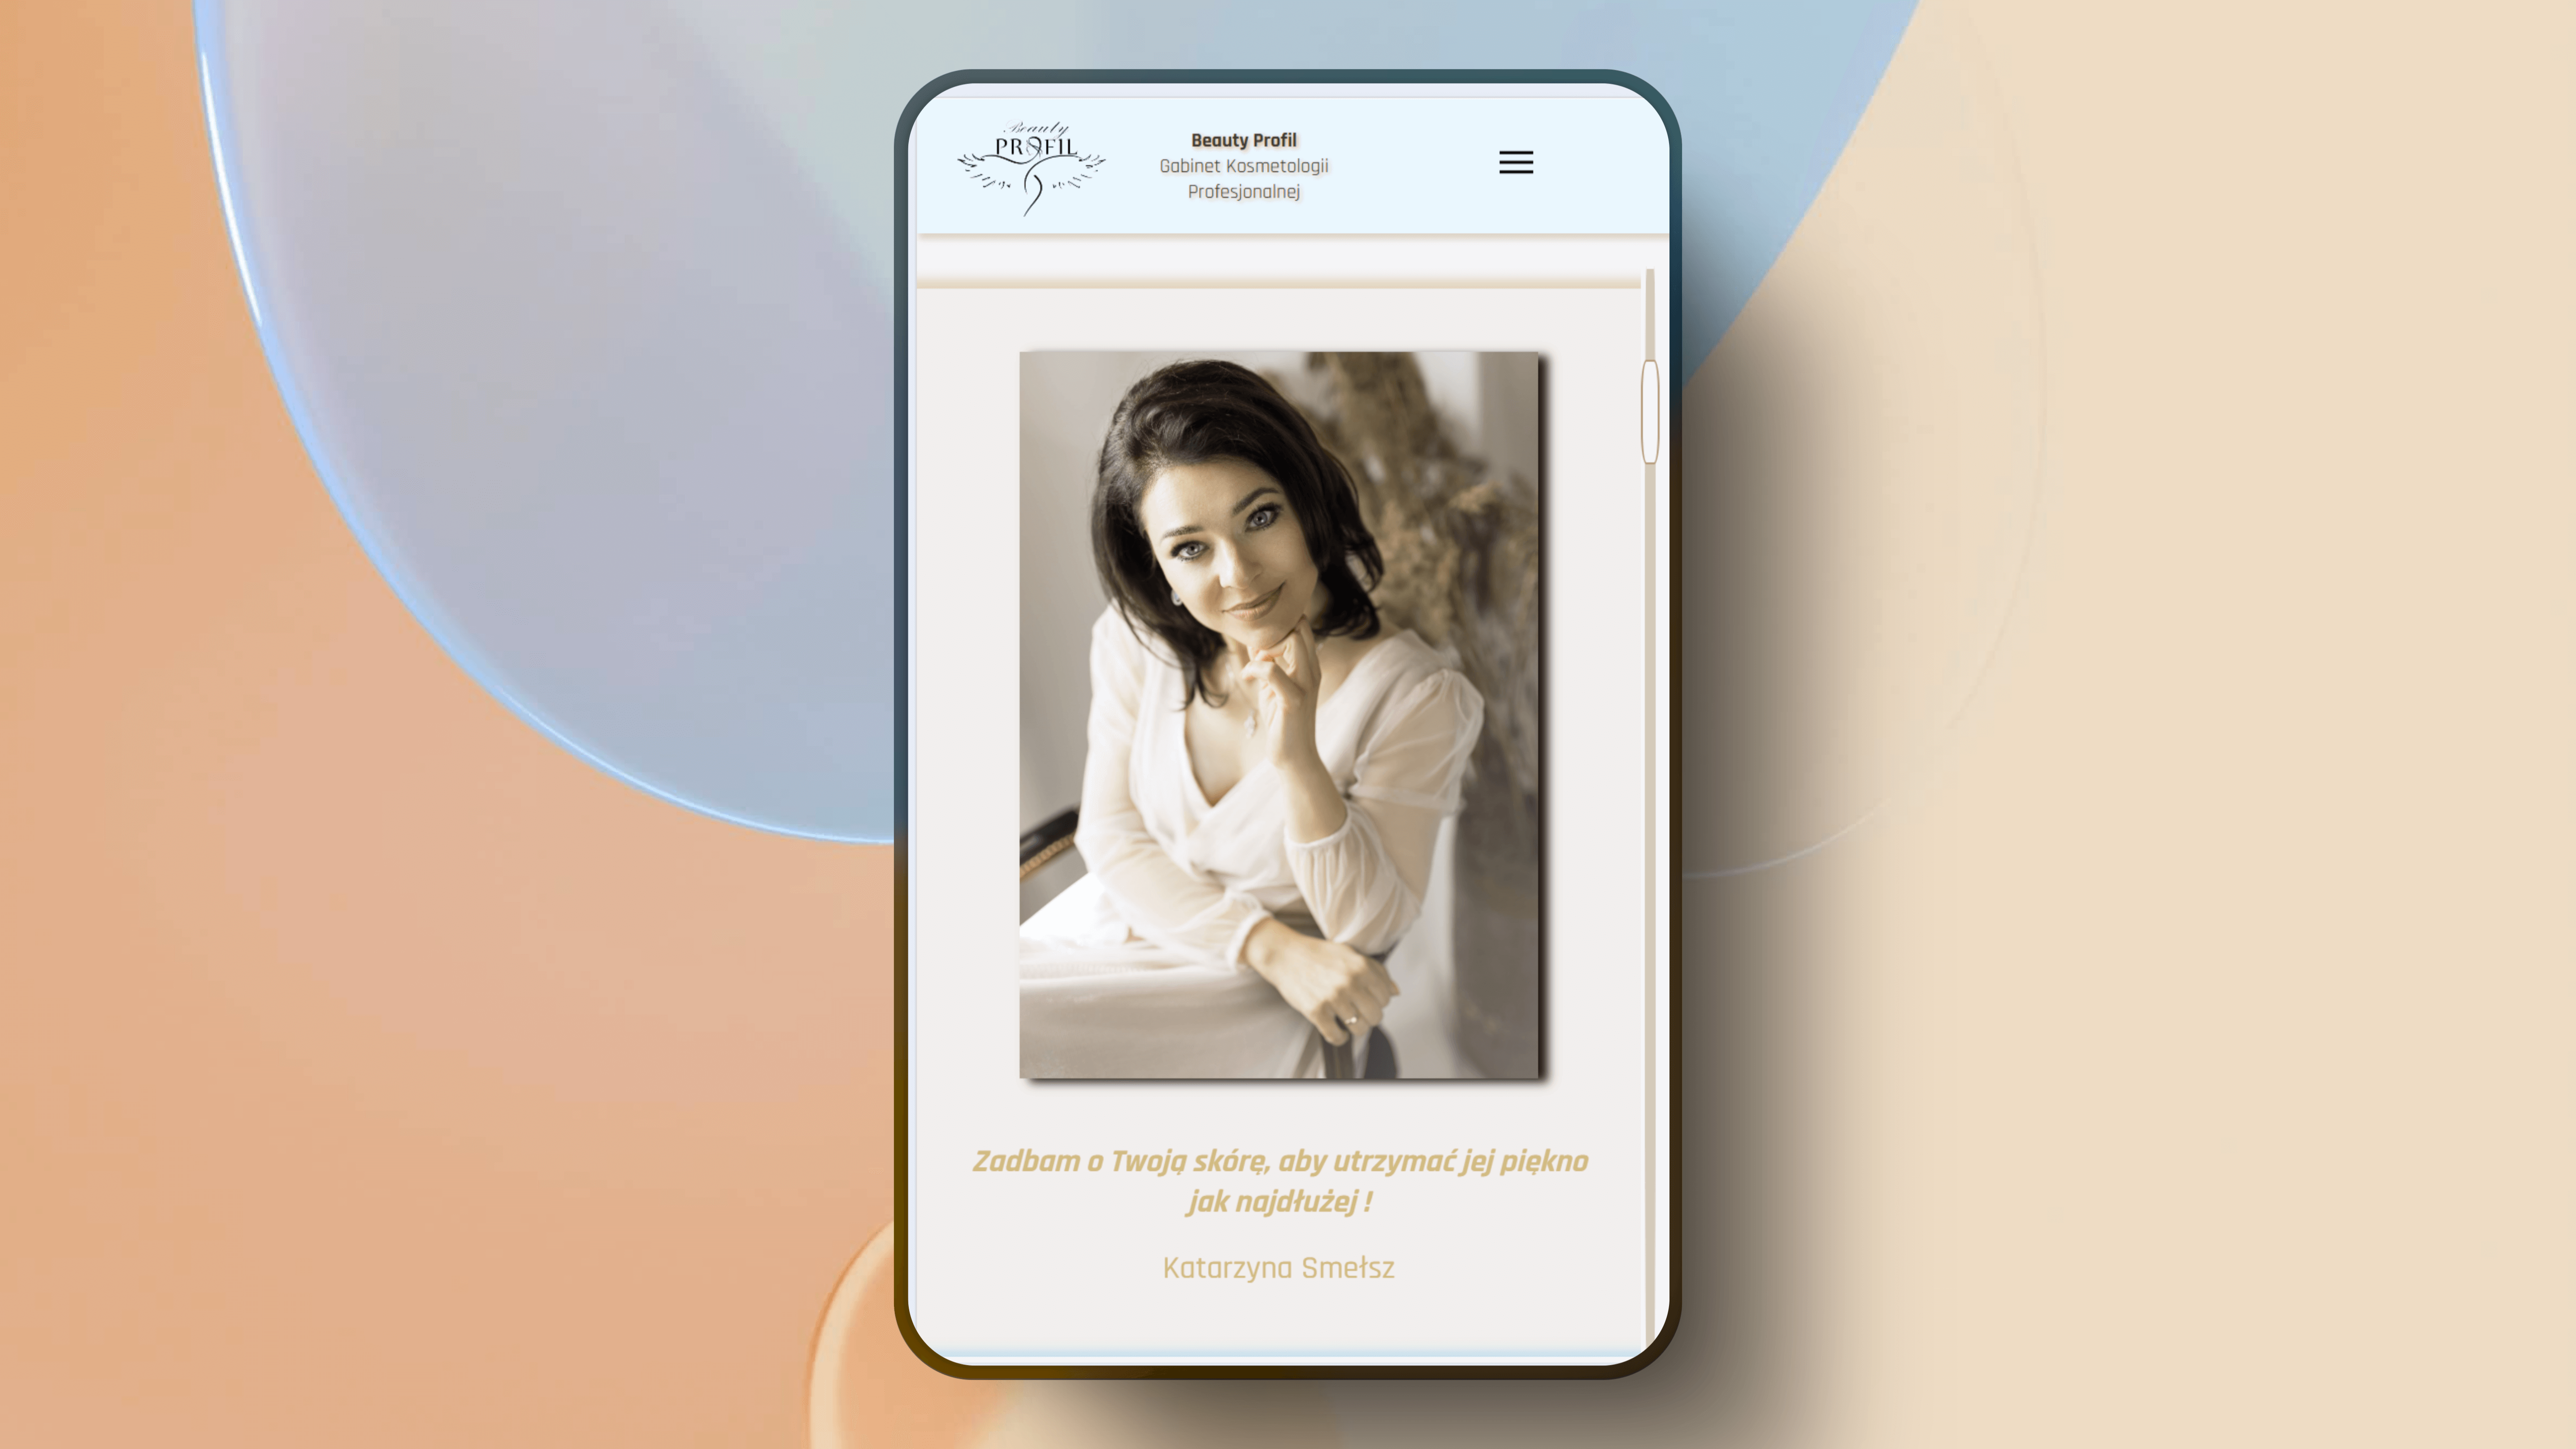 Beauty
PROFIL
Beauty Profil
Gabinet Kosmetologii
Profesjonalnej
Zadbam o Twoją skórę, aby utrzymać jej piękno
jak najdłużej !
Katarzyna Smełsz